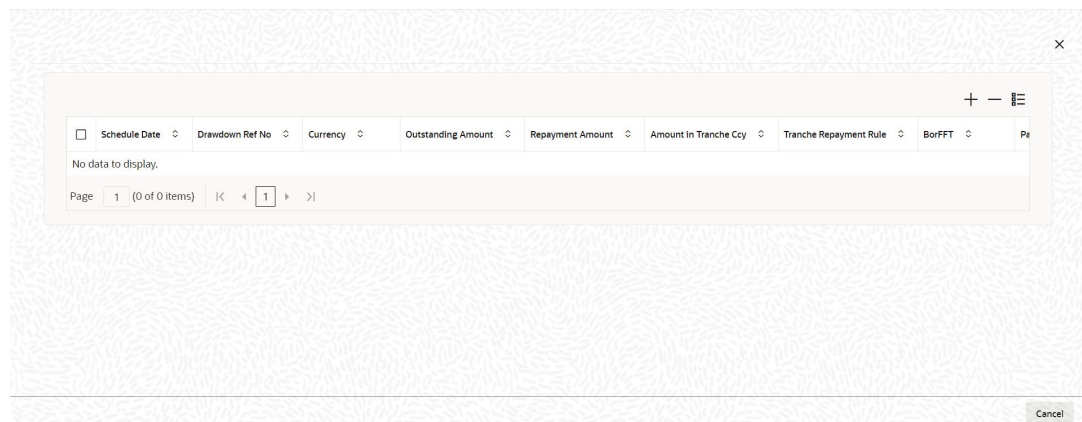 Schedule Date Drawdown Ref No Currency Outstanding Amount Repayment Amount Amount in Tranche Ccy Tranche Repayment Rule BorFFT Pa
No data to display.
Page 1 (0 of 0 items) 1
Cancel